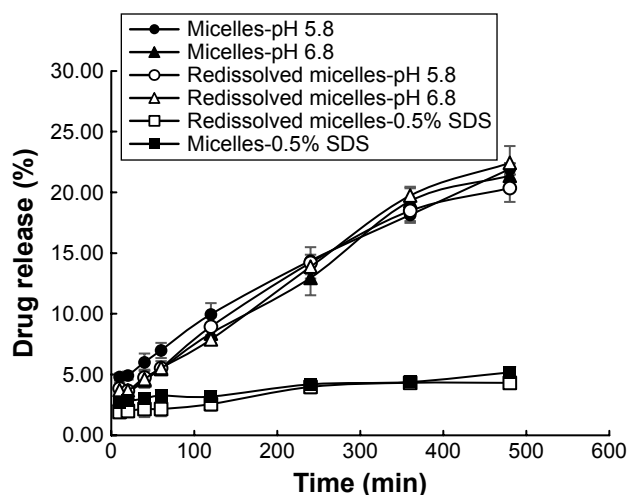 Micelles-pH 5.8
Micelles-pH 6.8
Redissolved micelles-pH 5.8
Redissolved micelles-pH 6.8
Redissolved micelles-0.5% SDS
Micelles-0.5% SDS
Drug release (%)
30.00
25.00
20.00
15.00
10.00
5.00
0.00
0 100 200 300 400 500 600
Time (min)